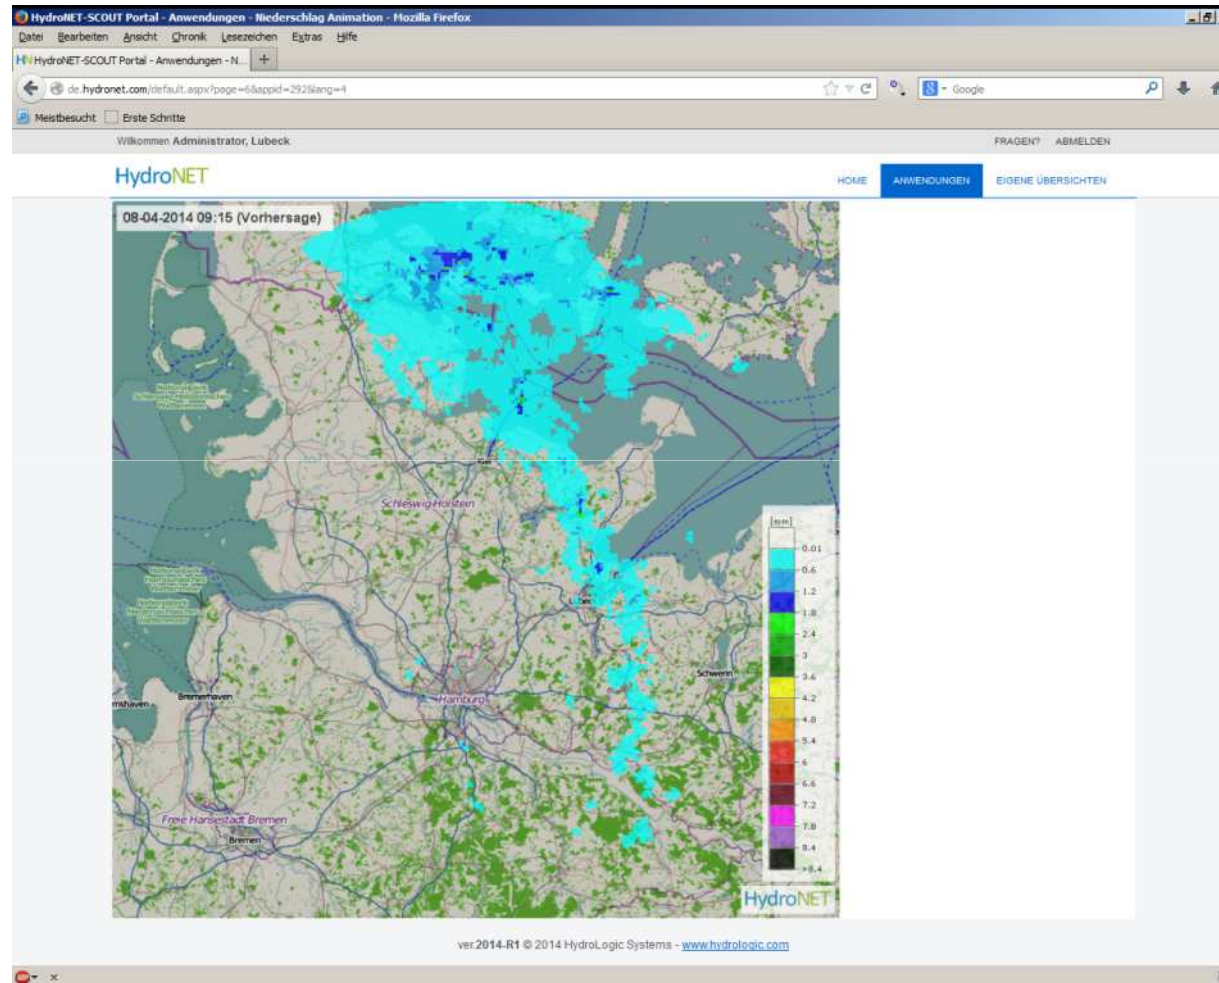 HydroNET-SCOUT Portal - Anwendungen - Niederschlag Animation - Mozilla Firefox
Datei Bearbeiten Ansicht Chronik Lesezeichen Extras Hilfe
HydroNET-SCOUT Portal - Anwendungen - N... +
de.hydronet.com/default.aspx?page=6&appid=292&lang=4
Google
Meistbesucht Erste Schritte
Willkommen Administrator, Lubeck
FRAGEN? ABMELDEN
HydroNET
HOME ANWENDUNGEN EIGENE ÜBERSICHTEN
08-04-2014 09:15 (Vorhersage)
Kiel
Schleswig-Holstein
[mm]
0.01
0.6
1.2
1.8
2.4
3
3.6
4.2
4.8
5.4
6
6.6
7.2
7.8
8.4
>8.4
Schwerin
Bremerhaven
Hamburg
Freie Hansestadt Bremen
Bremen
HydroNET
ver.2014-R1 © 2014 HydroLogic Systems - www.hydrologic.com